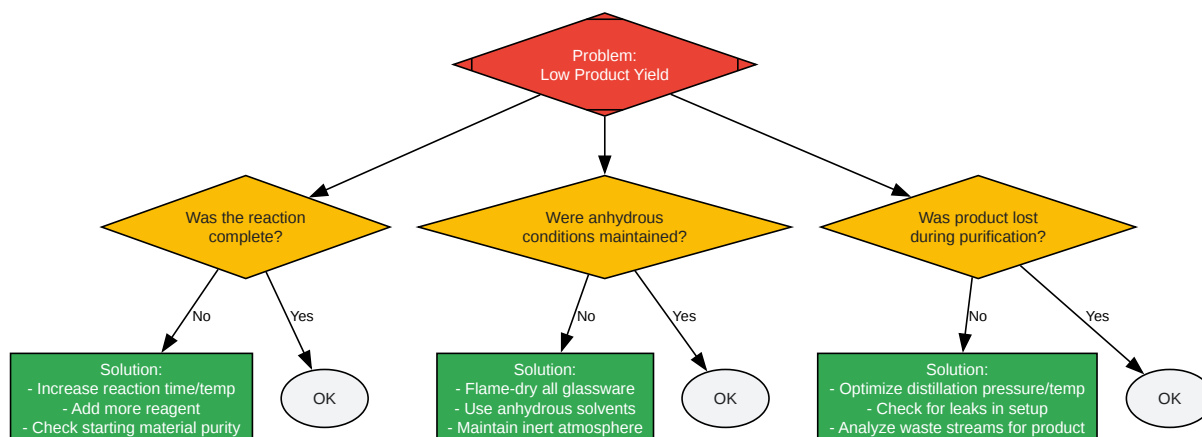 Problem:
Low Product Yield
Was the reaction
complete?
Were anhydrous
conditions maintained?
Was product lost
during purification?
No
Yes
No
Yes
No
Yes
Solution:
- Increase reaction time/temp
- Add more reagent
- Check starting material purity
OK
Solution:
- Flame-dry all glassware
- Use anhydrous solvents
- Maintain inert atmosphere
OK
Solution:
- Optimize distillation pressure/temp
- Check for leaks in setup
- Analyze waste streams for product
OK